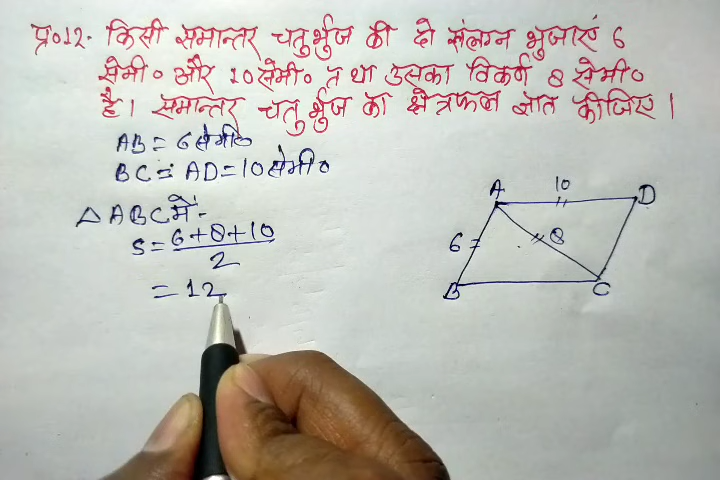 प्र०12- किसी समान्तर चतुर्भुज की दो संलग्न भुजाएं 6
सेमी० और 10 सेमी० तथा उसका विकर्ण 8 सेमी०
है। समान्तर चतुर्भुज का क्षेत्रफल ज्ञात कीजिए।
AB = 6 सेमी०
BC = AD = 10 सेमी०
△ABC में-
S = 6+8+10
2
= 12
A 10 D
6 8
B C